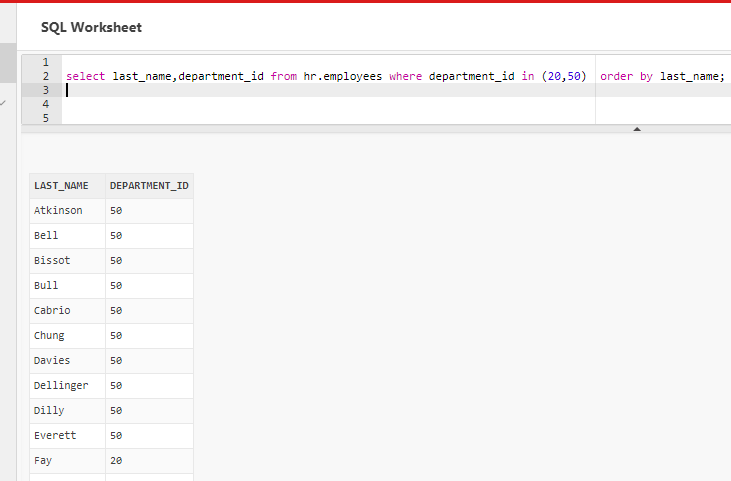 SQL Worksheet
1
2 select last_name,department_id from hr.employees where department_id in (20,50) order by last_name;
3
4
5
LAST_NAME DEPARTMENT_ID
Atkinson 50
Bell 50
Bissot 50
Bull 50
Cabrio 50
Chung 50
Davies 50
Dellinger 50
Dilly 50
Everett 50
Fay 20